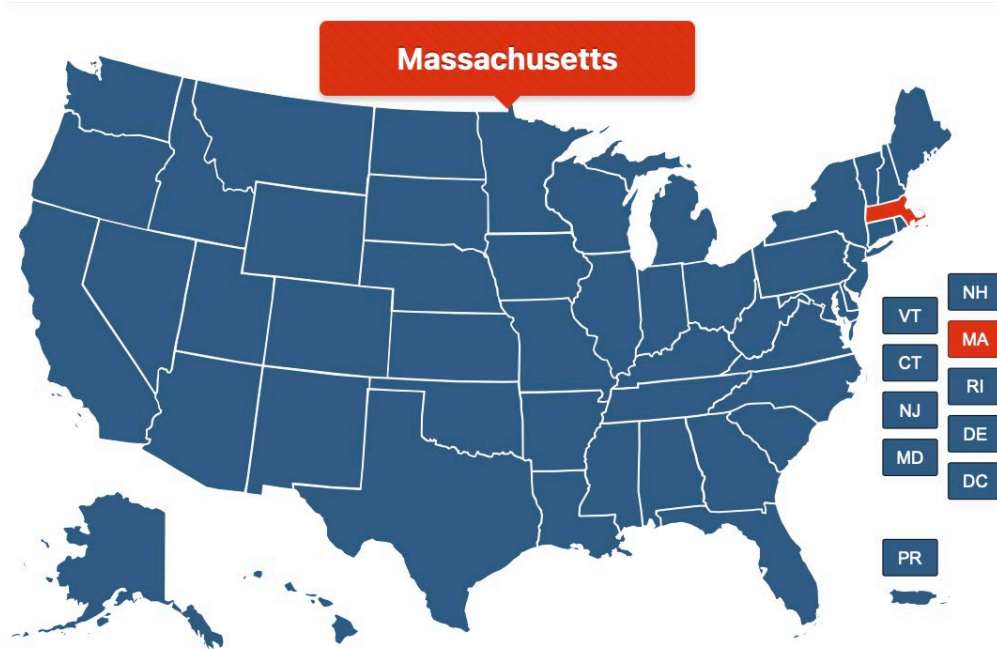 Massachusetts
NH
VT
MA
CT
RI
NJ
DE
MD
DC
PR